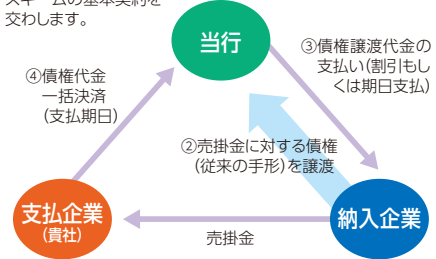 スキームの基本契約を
交わします。
当行
③債権譲渡代金の
支払い(割引もし
くは期日支払)
④債権代金
一括決済
(支払期日)
②売掛金に対する債権
(従来の手形)を譲渡
支払企業
(貴社)
納入企業
売掛金